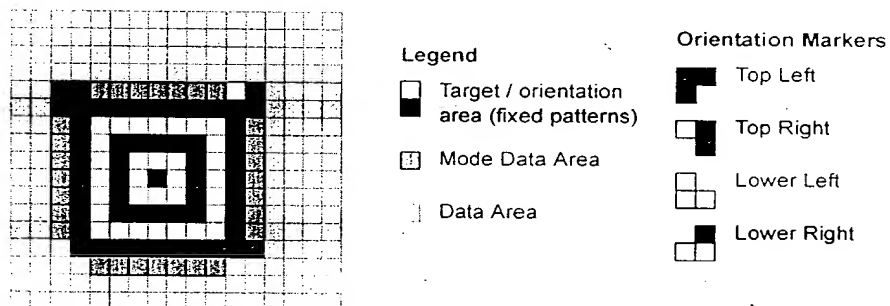 Legend
Target / orientation
area (fixed patterns)
Mode Data Area
Data Area
Orientation Markers
Top Left
Top Right
Lower Left
Lower Right